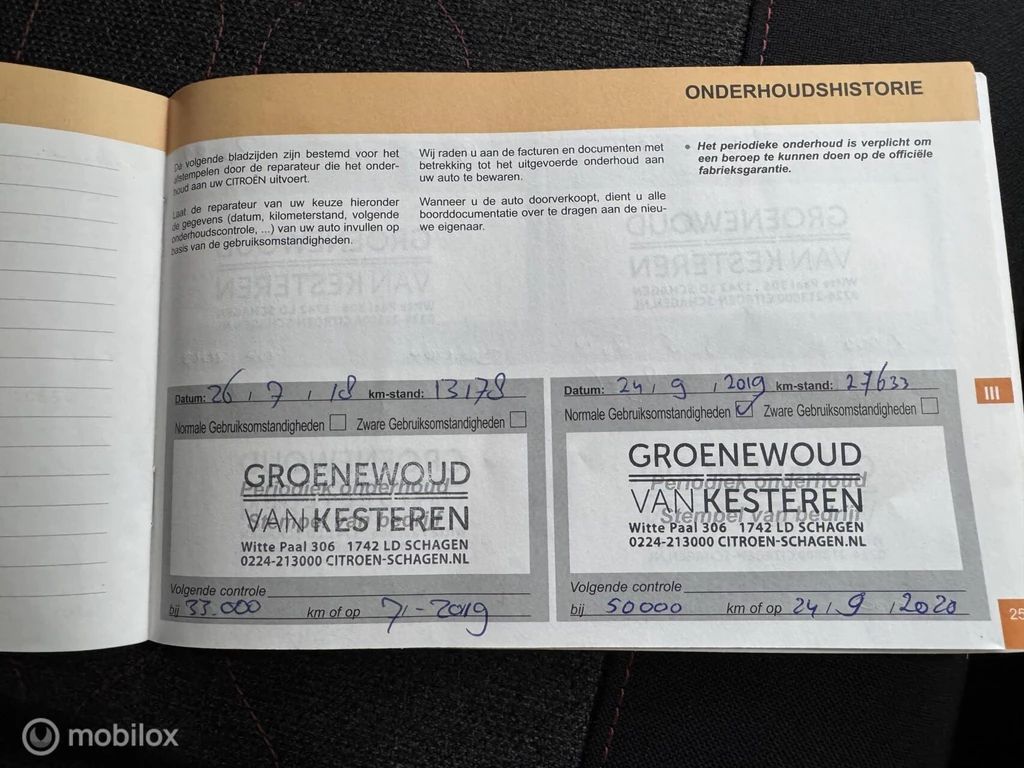 ONDERHOUDSHISTORIE
De volgende bladzijden zijn bestemd voor het
afstempelen door de reparateur die het onder-
houd aan uw CITROËN uitvoert.
Laat de reparateur van uw keuze hieronder
de gegevens (datum, kilometerstand, volgende
onderhoudscontrole, ...) van uw auto invullen op
basis van de gebruiksomstandigheden.
Wij raden u aan de facturen en documenten met
betrekking tot het uitgevoerde onderhoud aan
uw auto te bewaren.
Wanneer u de auto doorverkoopt, dient u alle
boorddocumentatie over te dragen aan de nieu-
we eigenaar.
• Het periodieke onderhoud is verplicht om
een beroep te kunnen doen op de officiële
fabrieksgarantie.
Datum: 26 / 7 / 18 km-stand: 13178
Normale Gebruiksomstandigheden Zware Gebruiksomstandigheden
GROENEWOUD
Periodiek onderhoud
VAN KESTEREN
Stempel van bedrijf
Witte Paal 306 1742 LD SCHAGEN
0224-213000 CITROEN-SCHAGEN.NL
Volgende controle
bij 33.000 km of op 7/ - 2019
Datum: 24 / 9 / 2019 km-stand: 27633
Normale Gebruiksomstandigheden Zware Gebruiksomstandigheden
GROENEWOUD
Periodiek onderhoud
VAN KESTEREN
Stempel van bedrijf
Witte Paal 306 1742 LD SCHAGEN
0224-213000 CITROEN-SCHAGEN.NL
Volgende controle
bij 50000 km of op 24 / 9 / 2020
III
25
mobilox